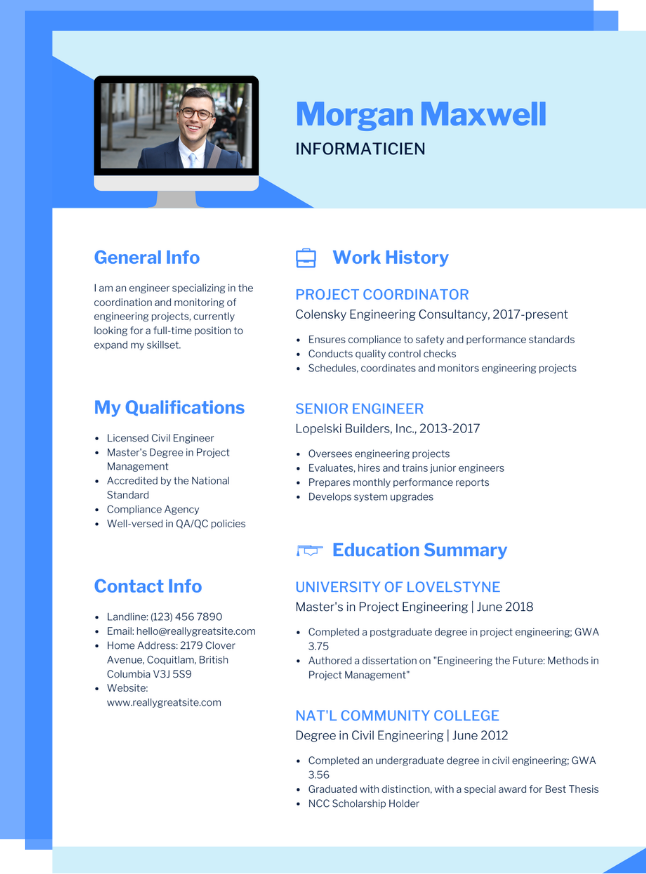 Morgan Maxwell
INFORMATICIEN
General Info
I am an engineer specializing in the
coordination and monitoring of
engineering projects, currently
looking for a full-time position to
expand my skillset.
My Qualifications
• Licensed Civil Engineer
• Master's Degree in Project
Management
• Accredited by the National
Standard
• Compliance Agency
• Well-versed in QA/QC policies
Contact Info
• Landline: (123) 456 7890
• Email: hello@reallygreatsite.com
• Home Address: 2179 Clover
Avenue, Coquitlam, British
Columbia V3J 5S9
• Website:
www.reallygreatsite.com
Work History
PROJECT COORDINATOR
Colensky Engineering Consultancy, 2017-present
• Ensures compliance to safety and performance standards
• Conducts quality control checks
• Schedules, coordinates and monitors engineering projects
SENIOR ENGINEER
Lopelski Builders, Inc., 2013-2017
• Oversees engineering projects
• Evaluates, hires and trains junior engineers
• Prepares monthly performance reports
• Develops system upgrades
Education Summary
UNIVERSITY OF LOVELSTYNE
Master's in Project Engineering | June 2018
• Completed a postgraduate degree in project engineering; GWA
3.75
• Authored a dissertation on "Engineering the Future: Methods in
Project Management"
NAT'L COMMUNITY COLLEGE
Degree in Civil Engineering | June 2012
• Completed an undergraduate degree in civil engineering; GWA
3.56
• Graduated with distinction, with a special award for Best Thesis
• NCC Scholarship Holder